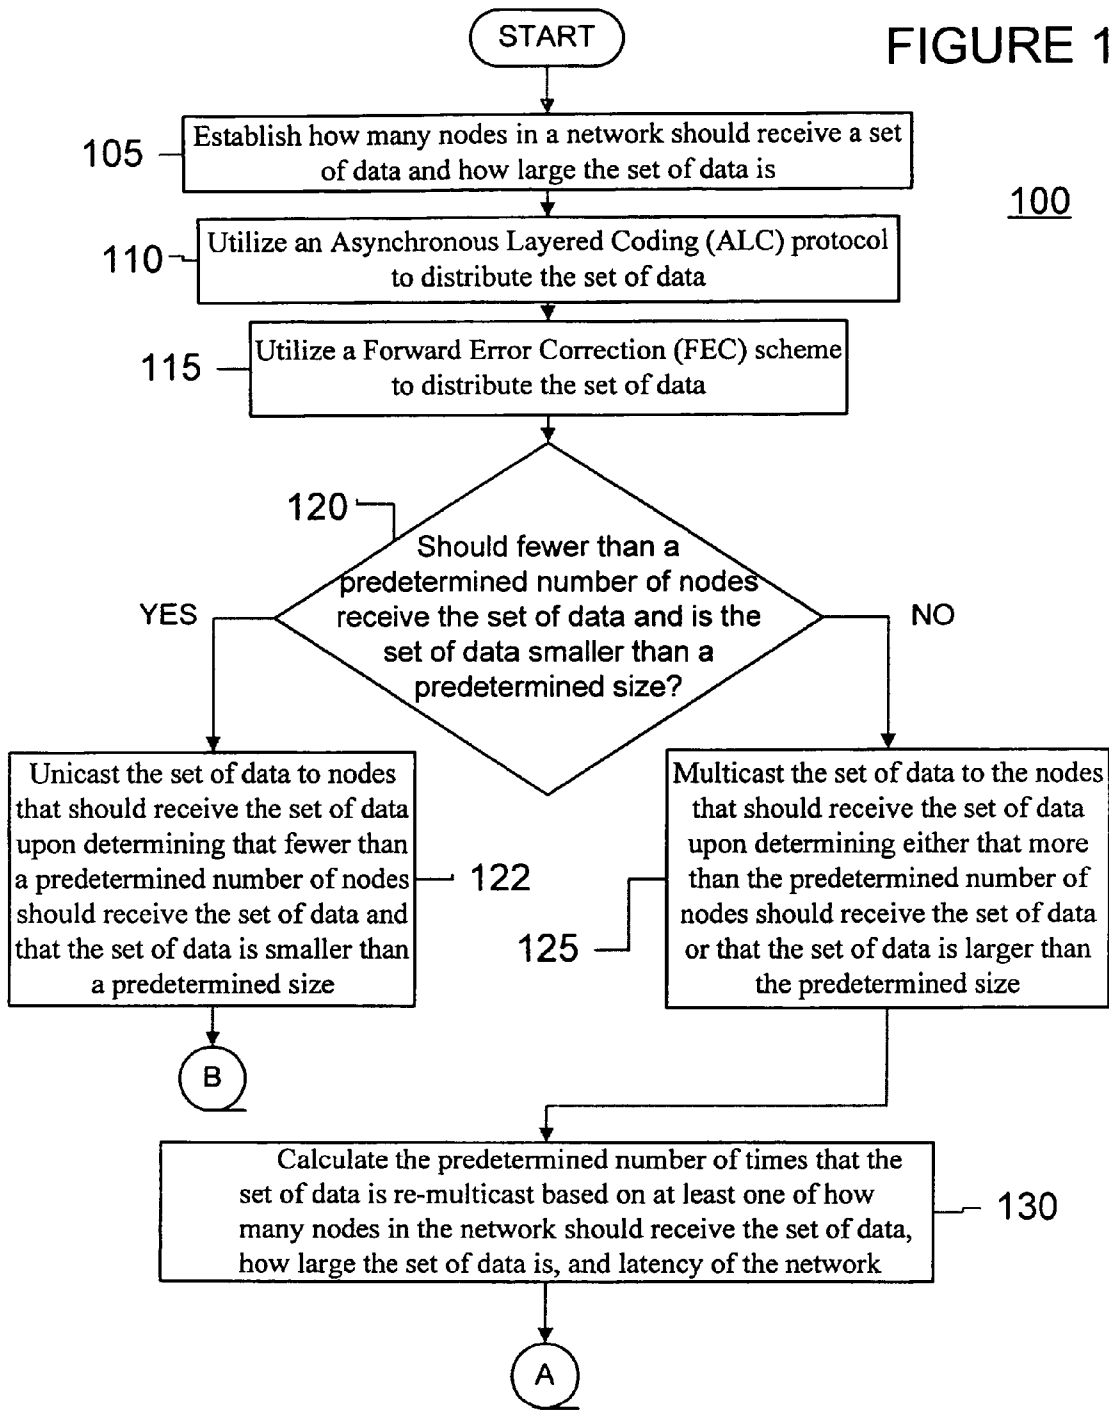 START
FIGURE 1
105
Establish how many nodes in a network should receive a set
of data and how large the set of data is
100
110
Utilize an Asynchronous Layered Coding (ALC) protocol
to distribute the set of data
115
Utilize a Forward Error Correction (FEC) scheme
to distribute the set of data
120
Should fewer than a
predetermined number of nodes
receive the set of data and is the
set of data smaller than a
predetermined size?
YES
NO
Unicast the set of data to nodes
that should receive the set of data
upon determining that fewer than
a predetermined number of nodes
should receive the set of data and
that the set of data is smaller than
a predetermined size
122
Multicast the set of data to the nodes
that should receive the set of data
upon determining either that more
than the predetermined number of
nodes should receive the set of data
or that the set of data is larger than
the predetermined size
125
B
Calculate the predetermined number of times that the
set of data is re-multicast based on at least one of how
many nodes in the network should receive the set of data,
how large the set of data is, and latency of the network
130
A